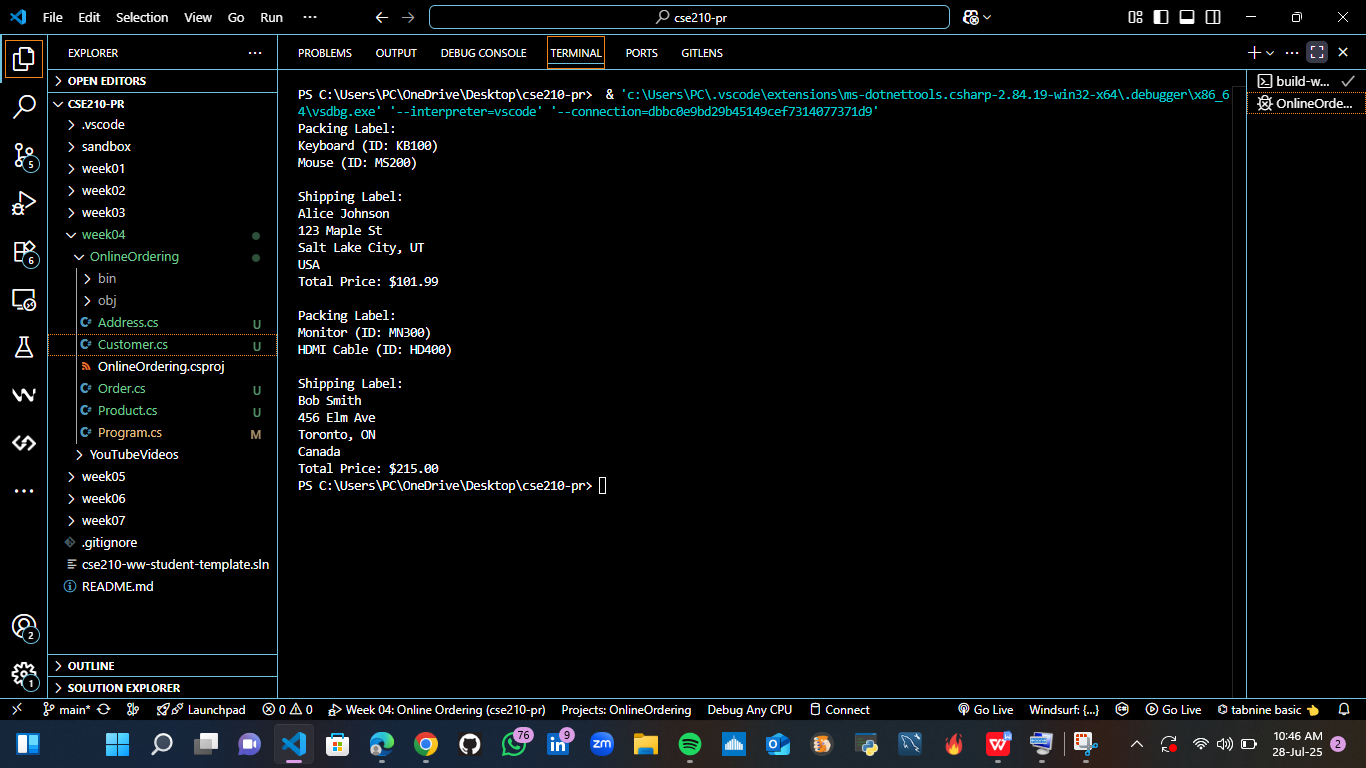 File Edit Selection View Go Run ···
cse210-pr
EXPLORER
OPEN EDITORS
CSE210-PR
.vscode
sandbox
week01
week02
week03
week04
OnlineOrdering
bin
obj
C# Address.cs U
C# Customer.cs U
OnlineOrdering.csproj
C# Order.cs U
C# Product.cs U
C# Program.cs M
YouTubeVideos
week05
week06
week07
.gitignore
cse210-ww-student-template.sln
README.md
OUTLINE
SOLUTION EXPLORER
5
6
2
1
PROBLEMS OUTPUT DEBUG CONSOLE TERMINAL PORTS GITLENS
PS C:\Users\PC\OneDrive\Desktop\cse210-pr>  & 'c:\Users\PC\.vscode\extensions\ms-dotnettools.csharp-2.84.19-win32-x64\.debugger\x86_6
4\vsdbg.exe' '--interpreter=vscode' '--connection=dbbc0e9bd29b45149cef7314077371d9'
Packing Label:
Keyboard (ID: KB100)
Mouse (ID: MS200)
Shipping Label:
Alice Johnson
123 Maple St
Salt Lake City, UT
USA
Total Price: $101.99
Packing Label:
Monitor (ID: MN300)
HDMI Cable (ID: HD400)
Shipping Label:
Bob Smith
456 Elm Ave
Toronto, ON
Canada
Total Price: $215.00
PS C:\Users\PC\OneDrive\Desktop\cse210-pr>
build-w...
OnlineOrde...
main* Launchpad 0 0 Week 04: Online Ordering (cse210-pr) Projects: OnlineOrdering Debug Any CPU Connect Go Live Windsurf: {...} Go Live tabnine basic
76 9 zm
10:46 AM
28-Jul-25 2